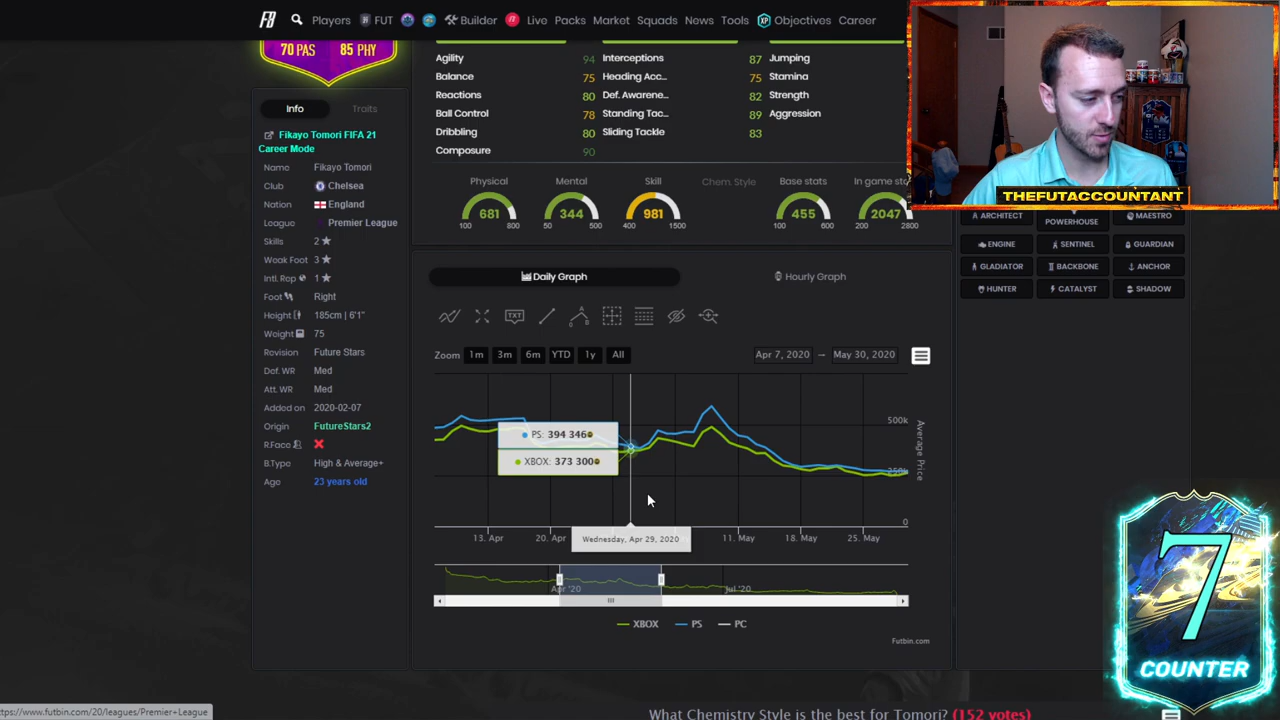 F8 Players FUT Builder Live Packs Market Squads News Tools XP Objectives Career
70 PAS 85 PHY
Agility 94 Interceptions 87 Jumping
Balance 75 Heading Acc... 75 Stamina
Reactions 80 Def. Awarene... 82 Strength
Ball Control 78 Standing Tac... 89 Aggression
Dribbling 80 Sliding Tackle 83
Composure 90
Info Traits
Fikayo Tomori FIFA 21
Career Mode
Name Fikayo Tomori
Club Chelsea
Nation England
League Premier League
Skills 2★
Weak Foot 3★
Intl. Rep 1★
Foot Right
Height 185cm | 6'1"
Weight 75
Revision Future Stars
Def. WR Med
Att. WR Med
Added on 2020-02-07
Origin FutureStars2
R.Face
B.Type High & Average+
Age 23 years old
Physical Mental Skill Chem. Style Base stats In game st
681 344 981 455 2047
100 800 50 500 400 1500 100 600 200 2800
Daily Graph Hourly Graph
TXT
Zoom 1m 3m 6m YTD 1y All Apr 7, 2020 → May 30, 2020
500k
PS: 394 346
XBOX: 373 300
250k
0
Average Price
13. Apr 20. Apr Wednesday, Apr 29, 2020 11. May 18. May 25. May
Apr '20 Jul '20
XBOX PS PC
Futbin.com
THEFUTACCOUNTANT
ARCHITECT POWERHOUSE MAESTRO
ENGINE SENTINEL GUARDIAN
GLADIATOR BACKBONE ANCHOR
HUNTER CATALYST SHADOW
7
COUNTER
What Chemistry Style is the best for Tomori? (152 votes)
https://www.futbin.com/20/leagues/Premier+League